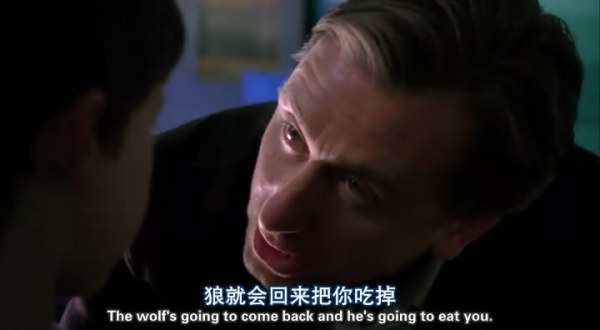 狼就会回来把你吃掉
The wolf's going to come back and he's going to eat you.